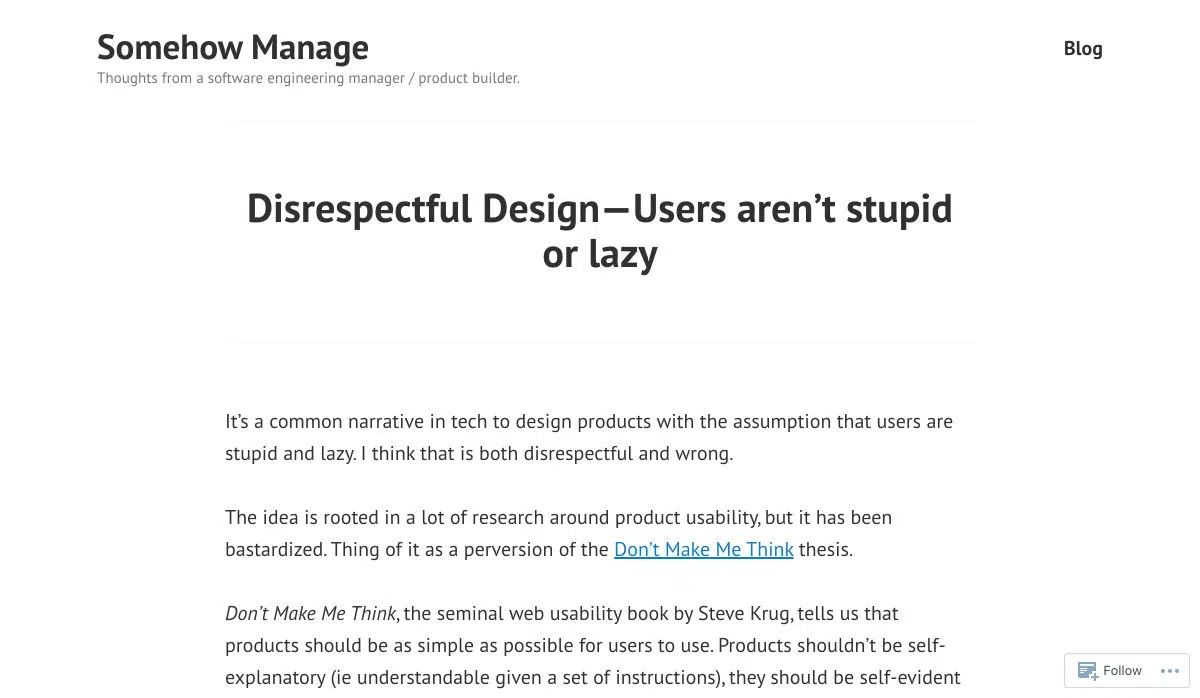 Somehow Manage
Blog
Thoughts from a software engineering manager / product builder.
Disrespectful Design—Users aren’t stupid
or lazy
It’s a common narrative in tech to design products with the assumption that users are
stupid and lazy. I think that is both disrespectful and wrong.
The idea is rooted in a lot of research around product usability, but it has been
bastardized. Thing of it as a perversion of the Don’t Make Me Think thesis.
Don’t Make Me Think, the seminal web usability book by Steve Krug, tells us that
products should be as simple as possible for users to use. Products shouldn’t be self-
explanatory (ie understandable given a set of instructions), they should be self-evident
Follow